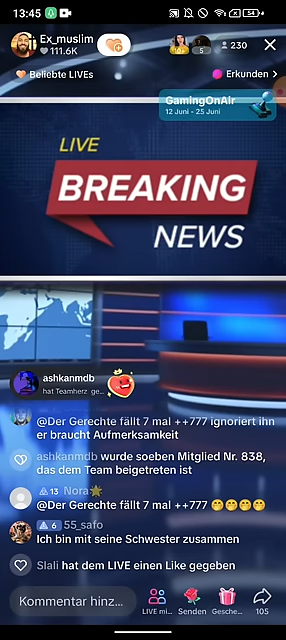 13:45
54
Ex_muslim
111.6K
230
5
Beliebte LIVEs
Erkunden >
GamingOnAir
12 Juni - 25 Juni
LIVE
BREAKING
NEWS
ashkanmdb
hat Teamherz ge...
@Der Gerechte fällt 7 mal ++777 ignoriert ihn
er braucht Aufmerksamkeit
ashkanmdb wurde soeben Mitglied Nr. 838,
das dem Team beigetreten ist
13 Nora🌟
@Der Gerechte fällt 7 mal ++777 🤭🤭🤭🤭
6 55_safo
Ich bin mit seine Schwester zusammen
Slali hat dem LIVE einen Like gegeben
Kommentar hinz...
LIVE mi...
Senden
Gesche...
105